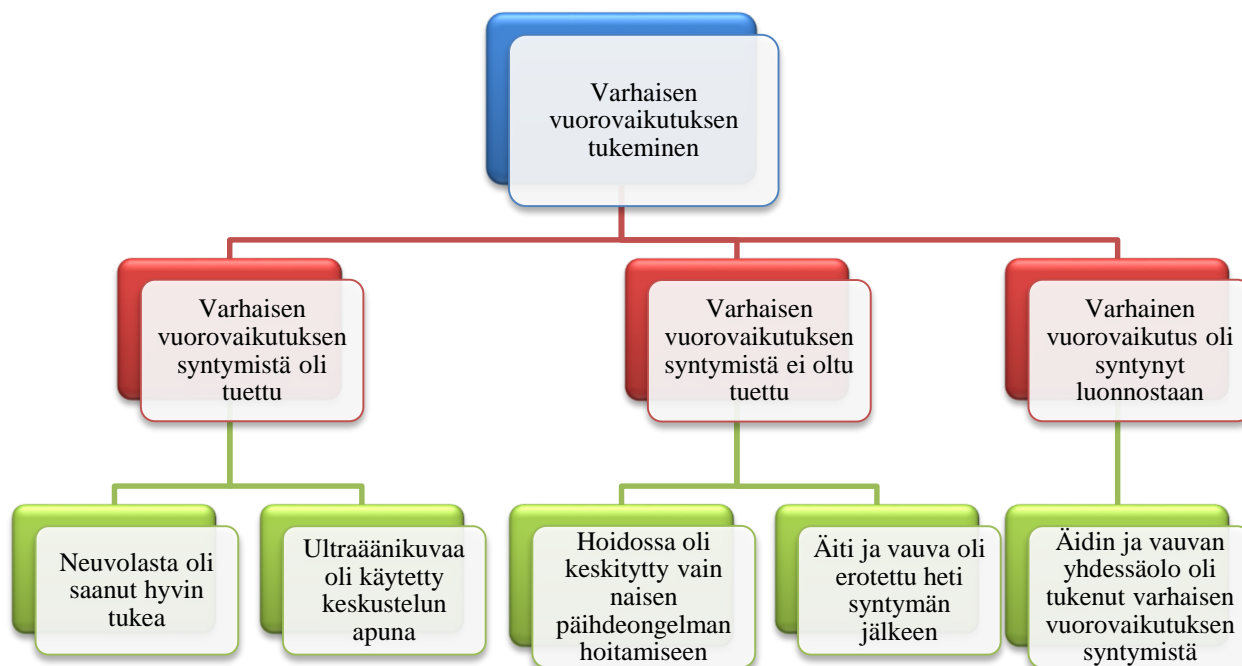 Varhaisen
vuorovaikutuksen
tukeminen
Varhaisen
vuorovaikutuksen
syntymistä oli
tuettu
Varhaisen
vuorovaikutuksen
syntymistä ei oltu
tuettu
Varhainen
vuorovaikutus oli
syntynyt
luonnostaan
Neuvolasta oli
saanut hyvin
tukea
Ultraäänikuvaa
oli käytetty
keskustelun
apuna
Hoidossa oli
keskitytty vain
naisen
päihdeongelman
hoitamiseen
Äiti ja vauva oli
erotettu heti
syntymän
jälkeen
Äidin ja vauvan
yhdessäolo oli
tukenut varhaisen
vuorovaikutuksen
syntymistä